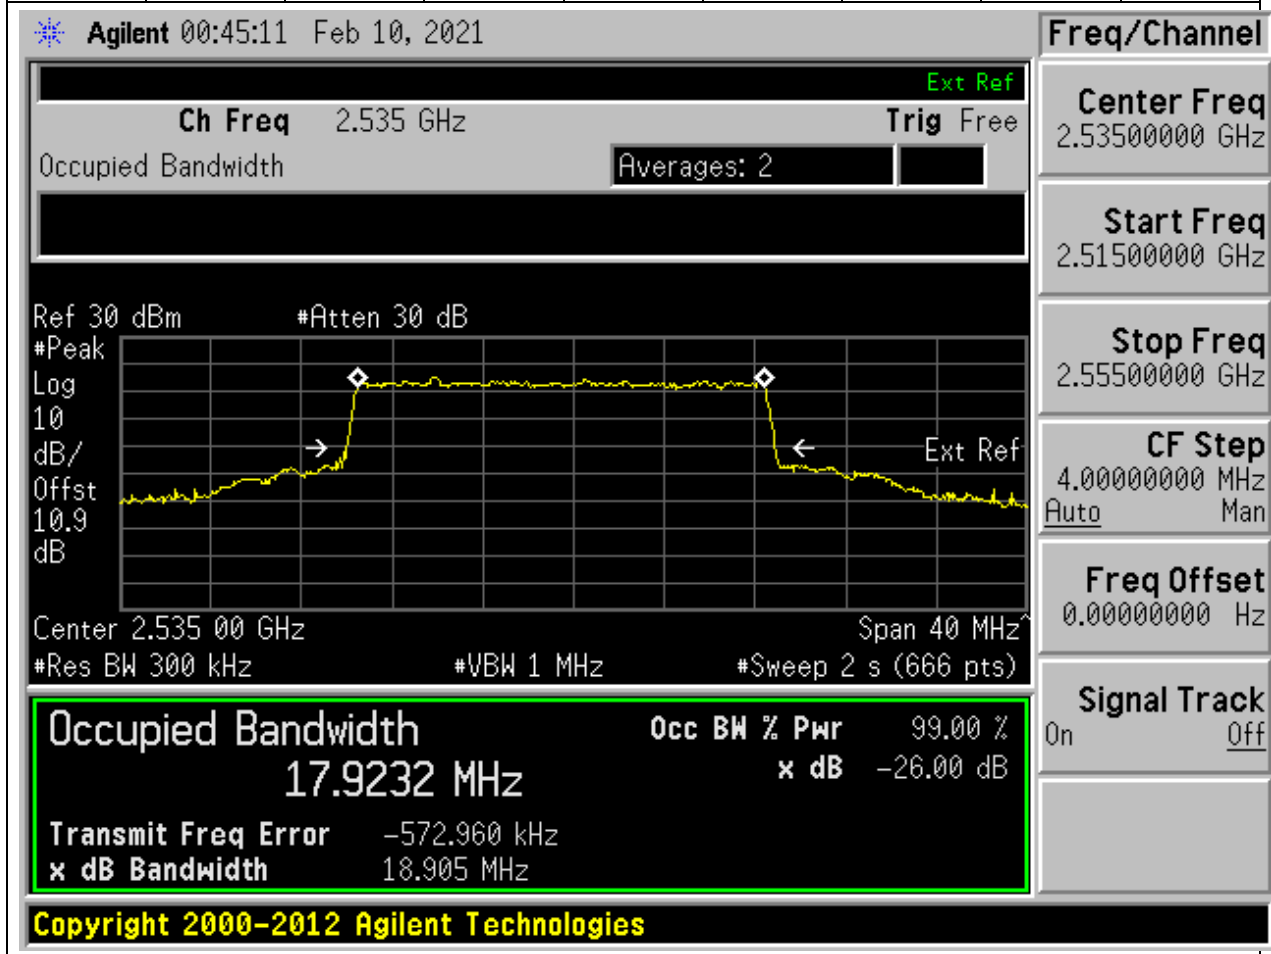 Agilent 00:45:11 Feb 10, 2021
Freq/Channel
Ext Ref
Ch Freq 2.535 GHz Trig Free
Occupied Bandwidth Averages: 2
Center Freq
2.53500000 GHz
Start Freq
2.51500000 GHz
Stop Freq
2.55500000 GHz
CF Step
4.00000000 MHz
Auto Man
Freq Offset
0.00000000 Hz
Signal Track
On Off
Ref 30 dBm #Atten 30 dB
#Peak
Log
10
dB/
Offst
10.9
dB
Ext Ref
Center 2.535 00 GHz Span 40 MHz^
#Res BW 300 kHz #VBW 1 MHz #Sweep 2 s (666 pts)
Occupied Bandwidth Occ BW % Pwr 99.00 %
17.9232 MHz x dB -26.00 dB
Transmit Freq Error -572.960 kHz
x dB Bandwidth 18.905 MHz
Copyright 2000-2012 Agilent Technologies